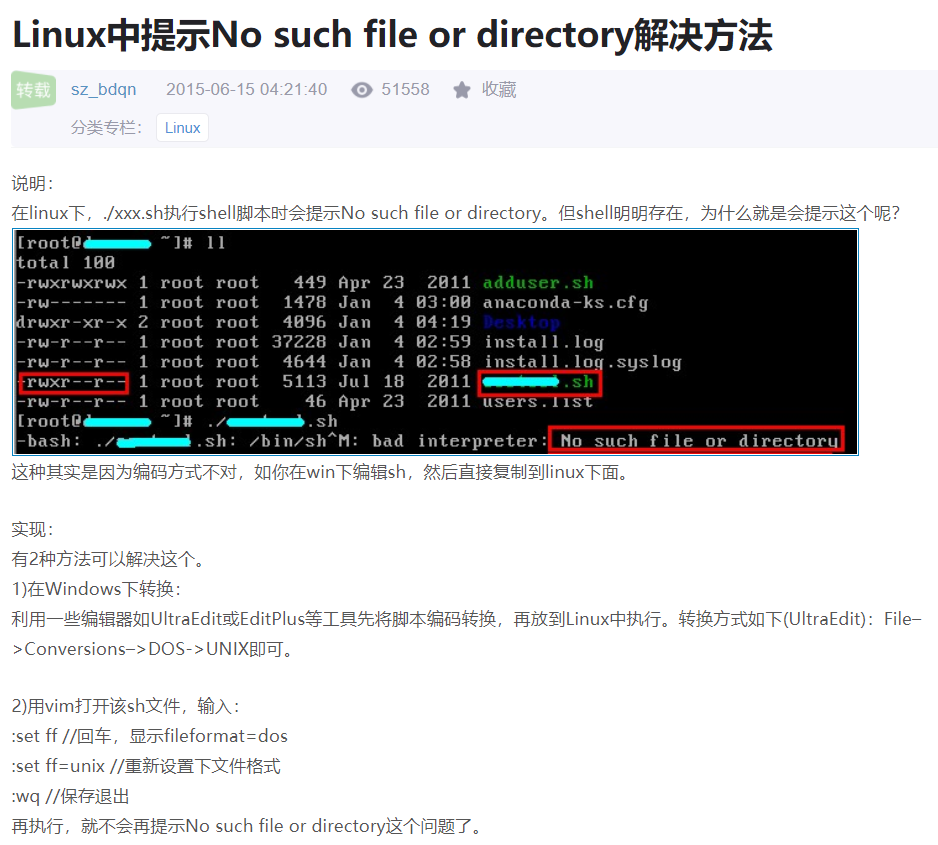 Linux中提示No such file or directory解决方法
转载 sz_bdqn 2015-06-15 04:21:40 51558 收藏
分类专栏： Linux
说明：
在linux下，./xxx.sh执行shell脚本时会提示No such file or directory。但shell明明存在，为什么就是会提示这个呢？
[root@ ~]# ll
total 100
-rwxrwxrwx 1 root root 449 Apr 23 2011 adduser.sh
-rw------- 1 root root 1478 Jan 4 03:00 anaconda-ks.cfg
drwxr-xr-x 2 root root 4096 Jan 4 04:19 Desktop
-rw-r--r-- 1 root root 37228 Jan 4 02:59 install.log
-rw-r--r-- 1 root root 4644 Jan 4 02:58 install.log.syslog
-rwxr--r-- 1 root root 5113 Jul 18 2011 .sh
-rw-r--r-- 1 root root 46 Apr 23 2011 users.list
[root@ ~]# ./ .sh
-bash: ./ .sh: /bin/sh^M: bad interpreter: No such file or directory
这种其实是因为编码方式不对，如你在win下编辑sh，然后直接复制到linux下面。
实现：
有2种方法可以解决这个。
1)在Windows下转换：
利用一些编辑器如UltraEdit或EditPlus等工具先将脚本编码转换，再放到Linux中执行。转换方式如下(UltraEdit)：File–
>Conversions–>DOS->UNIX即可。
2)用vim打开该sh文件，输入：
:set ff //回车，显示fileformat=dos
:set ff=unix //重新设置下文件格式
:wq //保存退出
再执行，就不会再提示No such file or directory这个问题了。